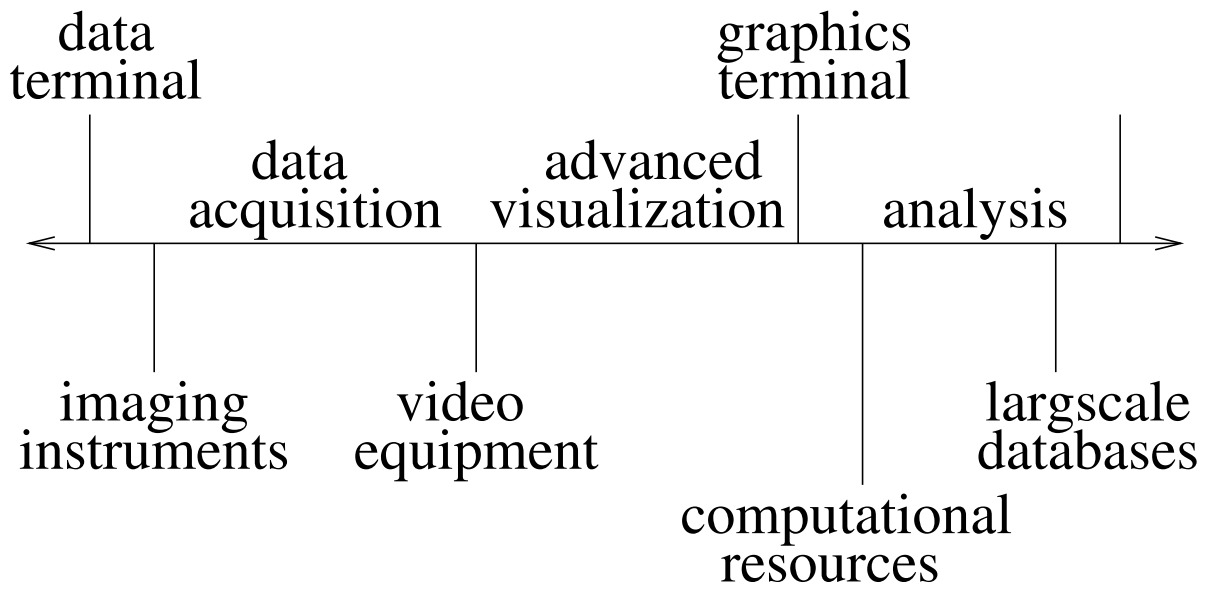 data
terminal
graphics
terminal
data
acquisition
advanced
visualization
analysis
imaging
instruments
video
equipment
largscale
databases
computational
resources